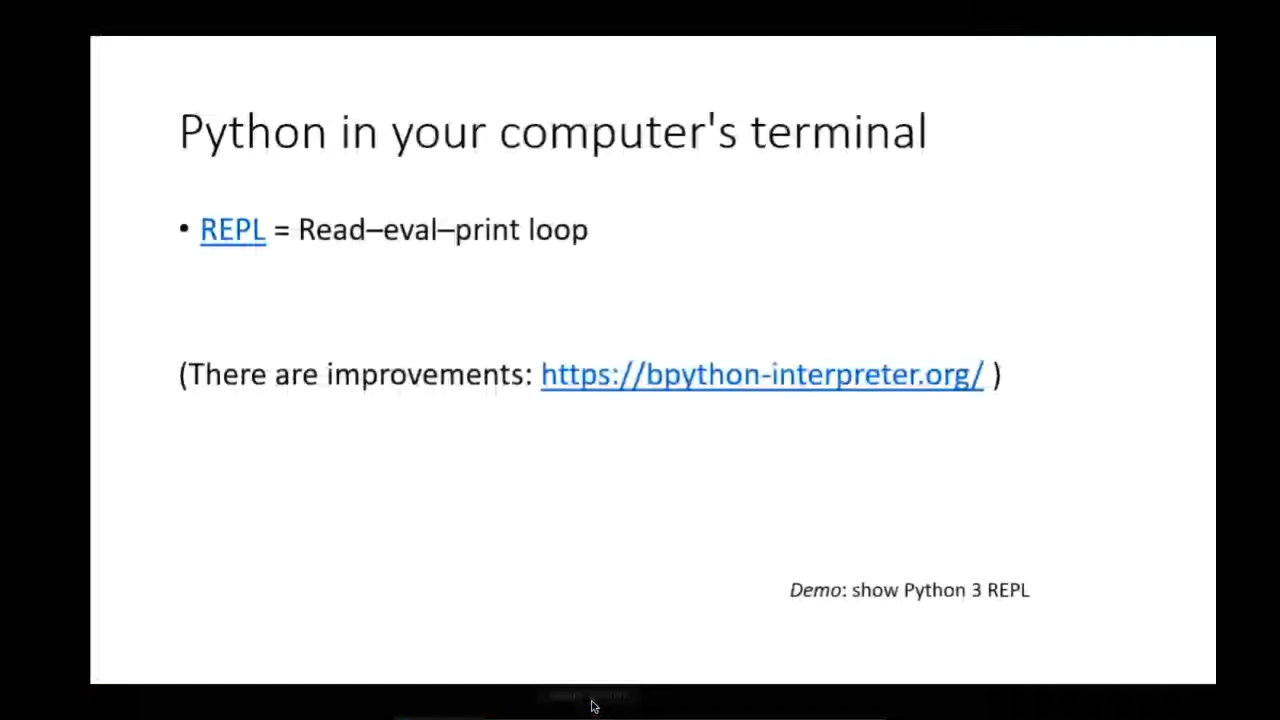 Python in your computer's terminal
• REPL = Read–eval–print loop
(There are improvements: https://bpython-interpreter.org/ )
Demo: show Python 3 REPL